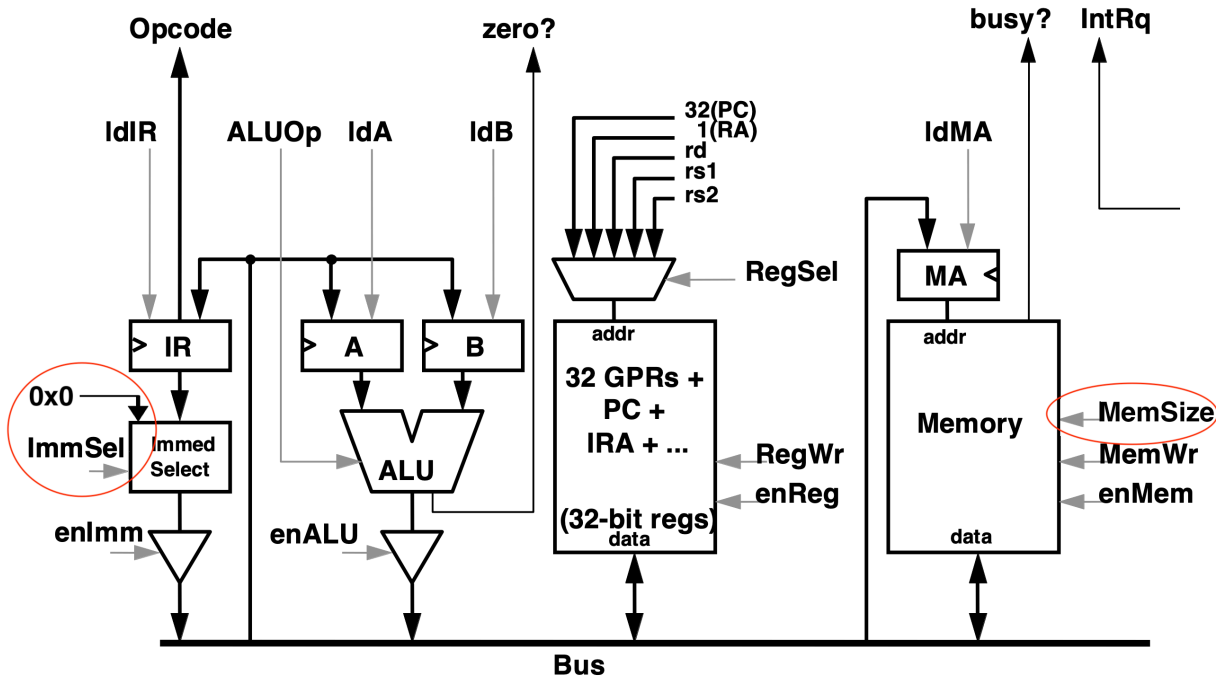 Opcode
zero?
busy?
IntRq
ldIR
ALUOp
ldA
ldB
32(PC)
1(RA)
rd
rs1
rs2
ldMA
RegSel
MA
IR
A
B
addr
addr
0x0
32 GPRs +
PC +
IRA + ...
Memory
MemSize
ImmSel
Immed
Select
ALU
RegWr
MemWr
enReg
enMem
enImm
enALU
(32-bit regs)
data
data
Bus